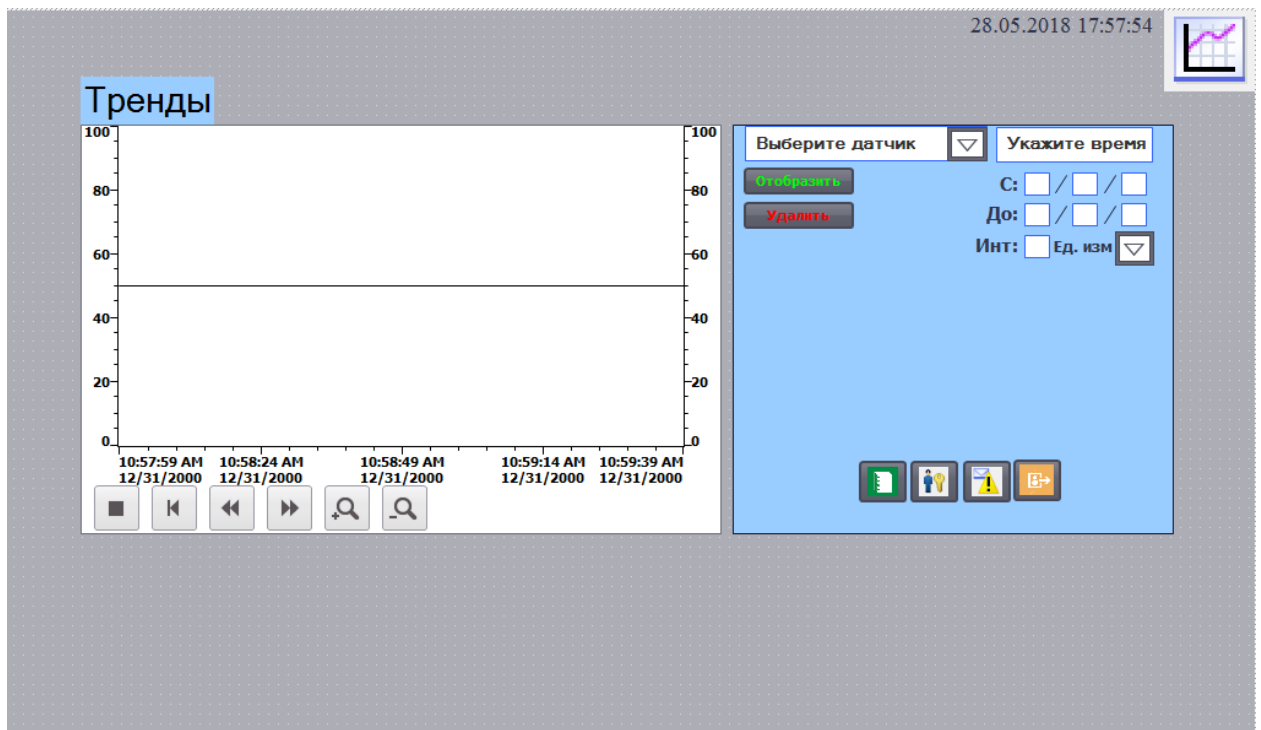 28.05.2018 17:57:54
Тренды
100 100
80 80
60 60
40 40
20 20
0 0
10:57:59 AM 10:58:24 AM 10:58:49 AM 10:59:14 AM 10:59:39 AM
12/31/2000 12/31/2000 12/31/2000 12/31/2000 12/31/2000
Выберите датчик Укажите время
Отобразить С: / /
Удалить До: / /
Инт: Ед. изм